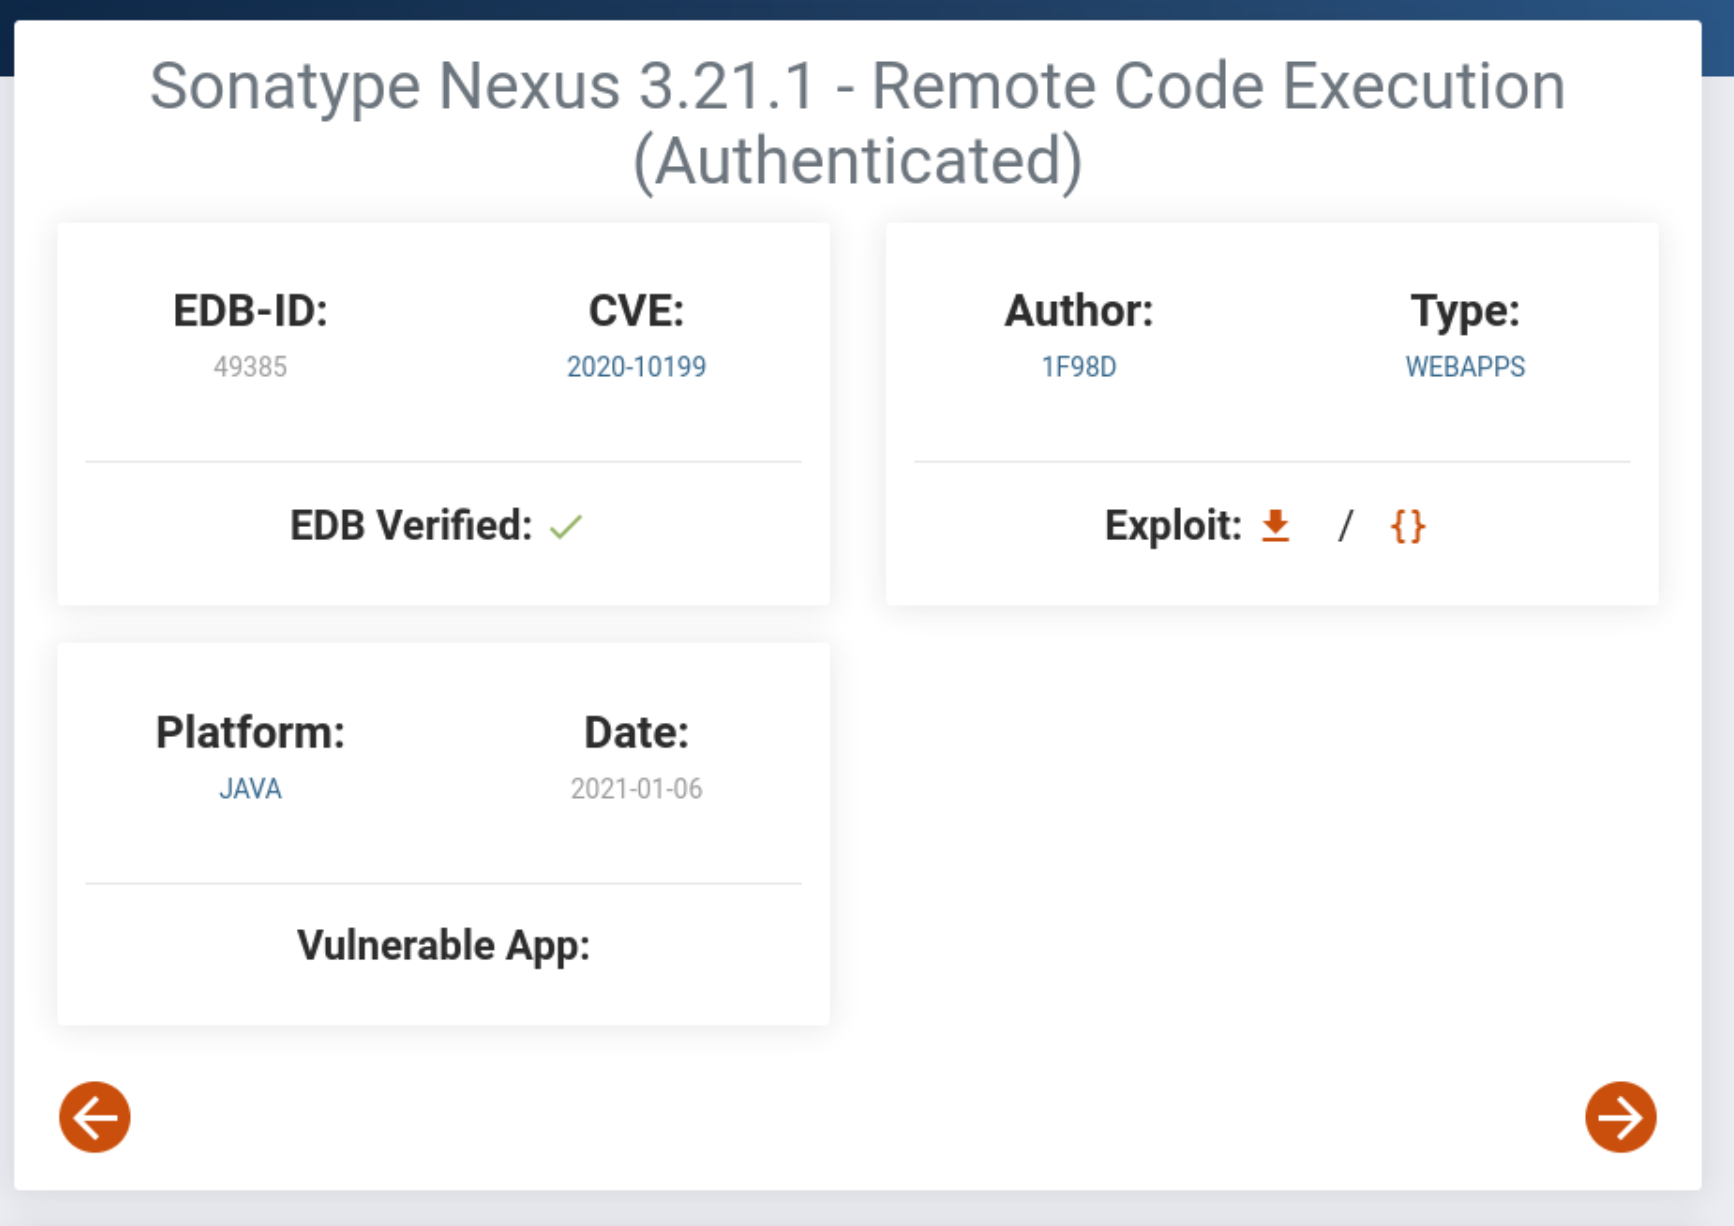 Sonatype Nexus 3.21.1 - Remote Code Execution
(Authenticated)
EDB-ID:
49385
CVE:
2020-10199
EDB Verified:
Author:
1F98D
Type:
WEBAPPS
Exploit: / {}
Platform:
JAVA
Date:
2021-01-06
Vulnerable App: